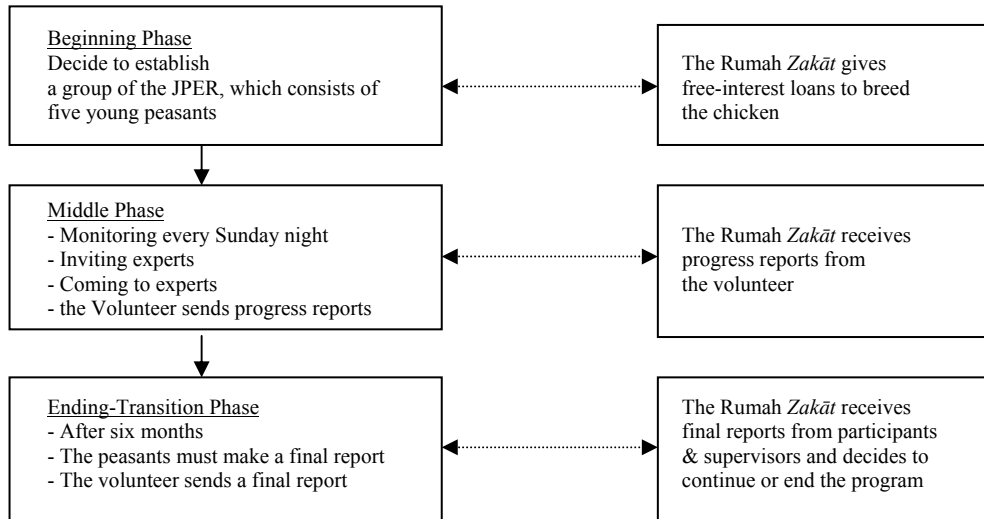 Beginning Phase
Decide to establish
a group of the JPER, which consists of
five young peasants
The Rumah Zakāt gives
free-interest loans to breed
the chicken
Middle Phase
- Monitoring every Sunday night
- Inviting experts
- Coming to experts
- the Volunteer sends progress reports
The Rumah Zakāt receives
progress reports from
the volunteer
Ending-Transition Phase
- After six months
- The peasants must make a final report
- The volunteer sends a final report
The Rumah Zakāt receives
final reports from participants
& supervisors and decides to
continue or end the program